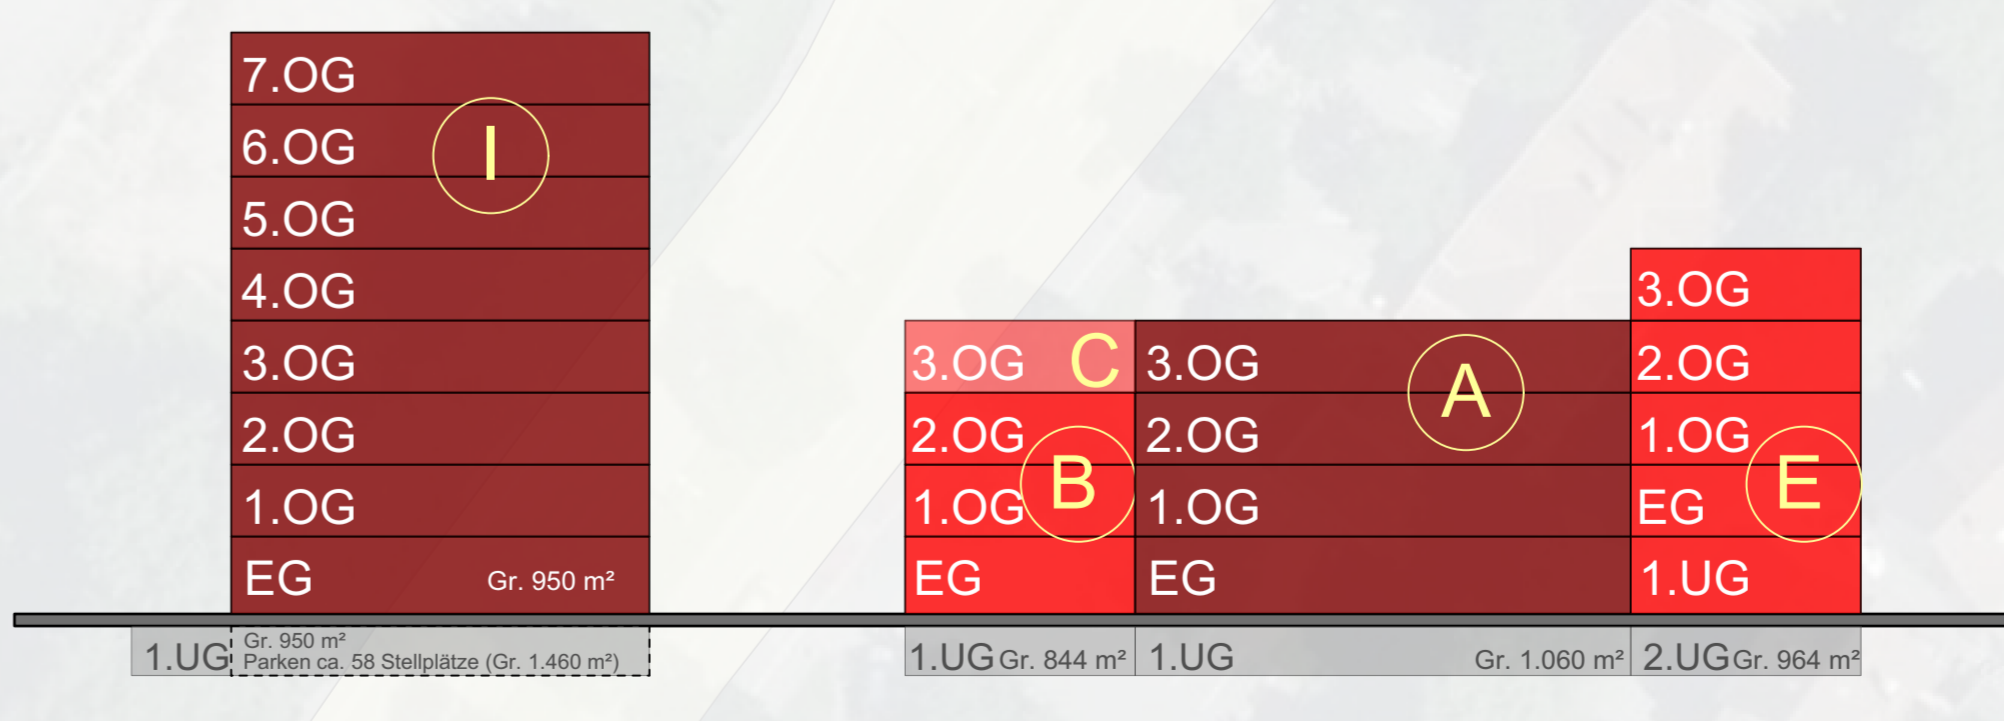 7.OG
6.OG
I
5.OG
4.OG
3.OG
2.OG
1.OG
EG Gr. 950 m²
1.UG Gr. 950 m²
Parken ca. 58 Stellplätze (Gr. 1.460 m²)
3.OG C
2.OG
B
1.OG
EG
1.UG Gr. 844 m²
3.OG
A
2.OG
1.OG
EG
1.UG Gr. 1.060 m²
3.OG
2.OG
1.OG
E
EG
1.UG
2.UG Gr. 964 m²